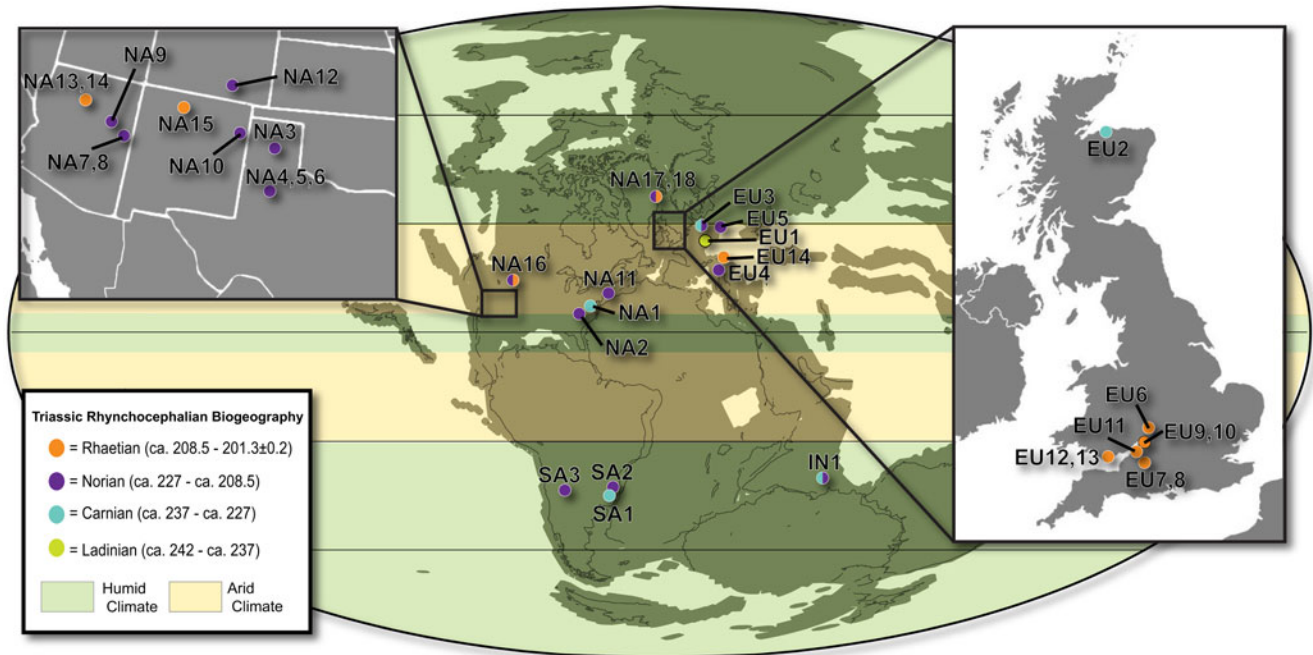 NA9
NA13,14
NA12
NA15
NA3
NA7,8
NA10
NA4,5,6
NA17,18
EU3
EU5
EU1
EU14
EU4,
NA16
NA11
NA1
NA2
SA3
SA2
SA1
IN1
EU2
EU6
EU11
EU9,10
EU12,13
EU7,8
Triassic Rhynchocephalian Biogeography
= Rhaetian (ca. 208.5 - 201.3±0.2)
= Norian (ca. 227 - ca. 208.5)
= Carnian (ca. 237 - ca. 227)
= Ladinian (ca. 242 - ca. 237)
Humid
Climate
Arid
Climate